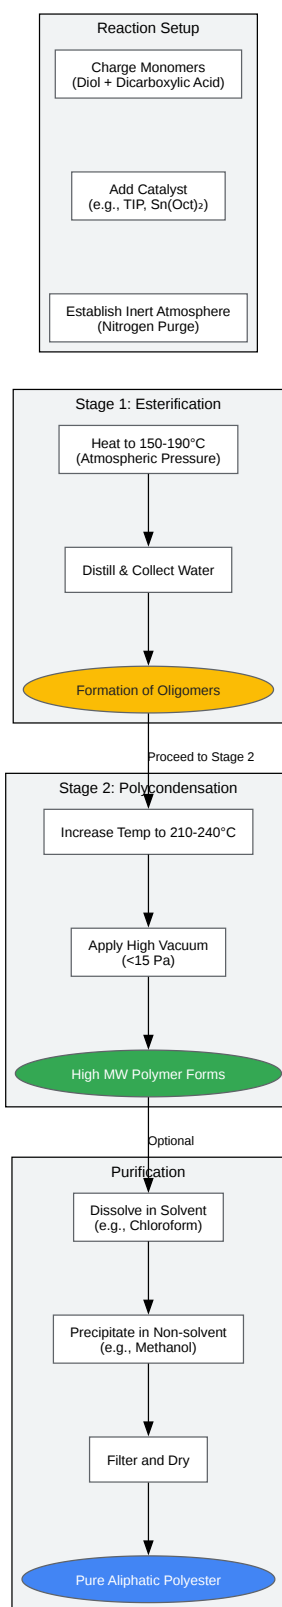 Reaction Setup
Charge Monomers
(Diol + Dicarboxylic Acid)
Add Catalyst
(e.g., TIP, Sn(Oct)₂)
Establish Inert Atmosphere
(Nitrogen Purge)
Stage 1: Esterification
Heat to 150-190°C
(Atmospheric Pressure)
Distill & Collect Water
Formation of Oligomers
Proceed to Stage 2
Stage 2: Polycondensation
Increase Temp to 210-240°C
Apply High Vacuum
(<15 Pa)
High MW Polymer Forms
Optional
Purification
Dissolve in Solvent
(e.g., Chloroform)
Precipitate in Non-solvent
(e.g., Methanol)
Filter and Dry
Pure Aliphatic Polyester